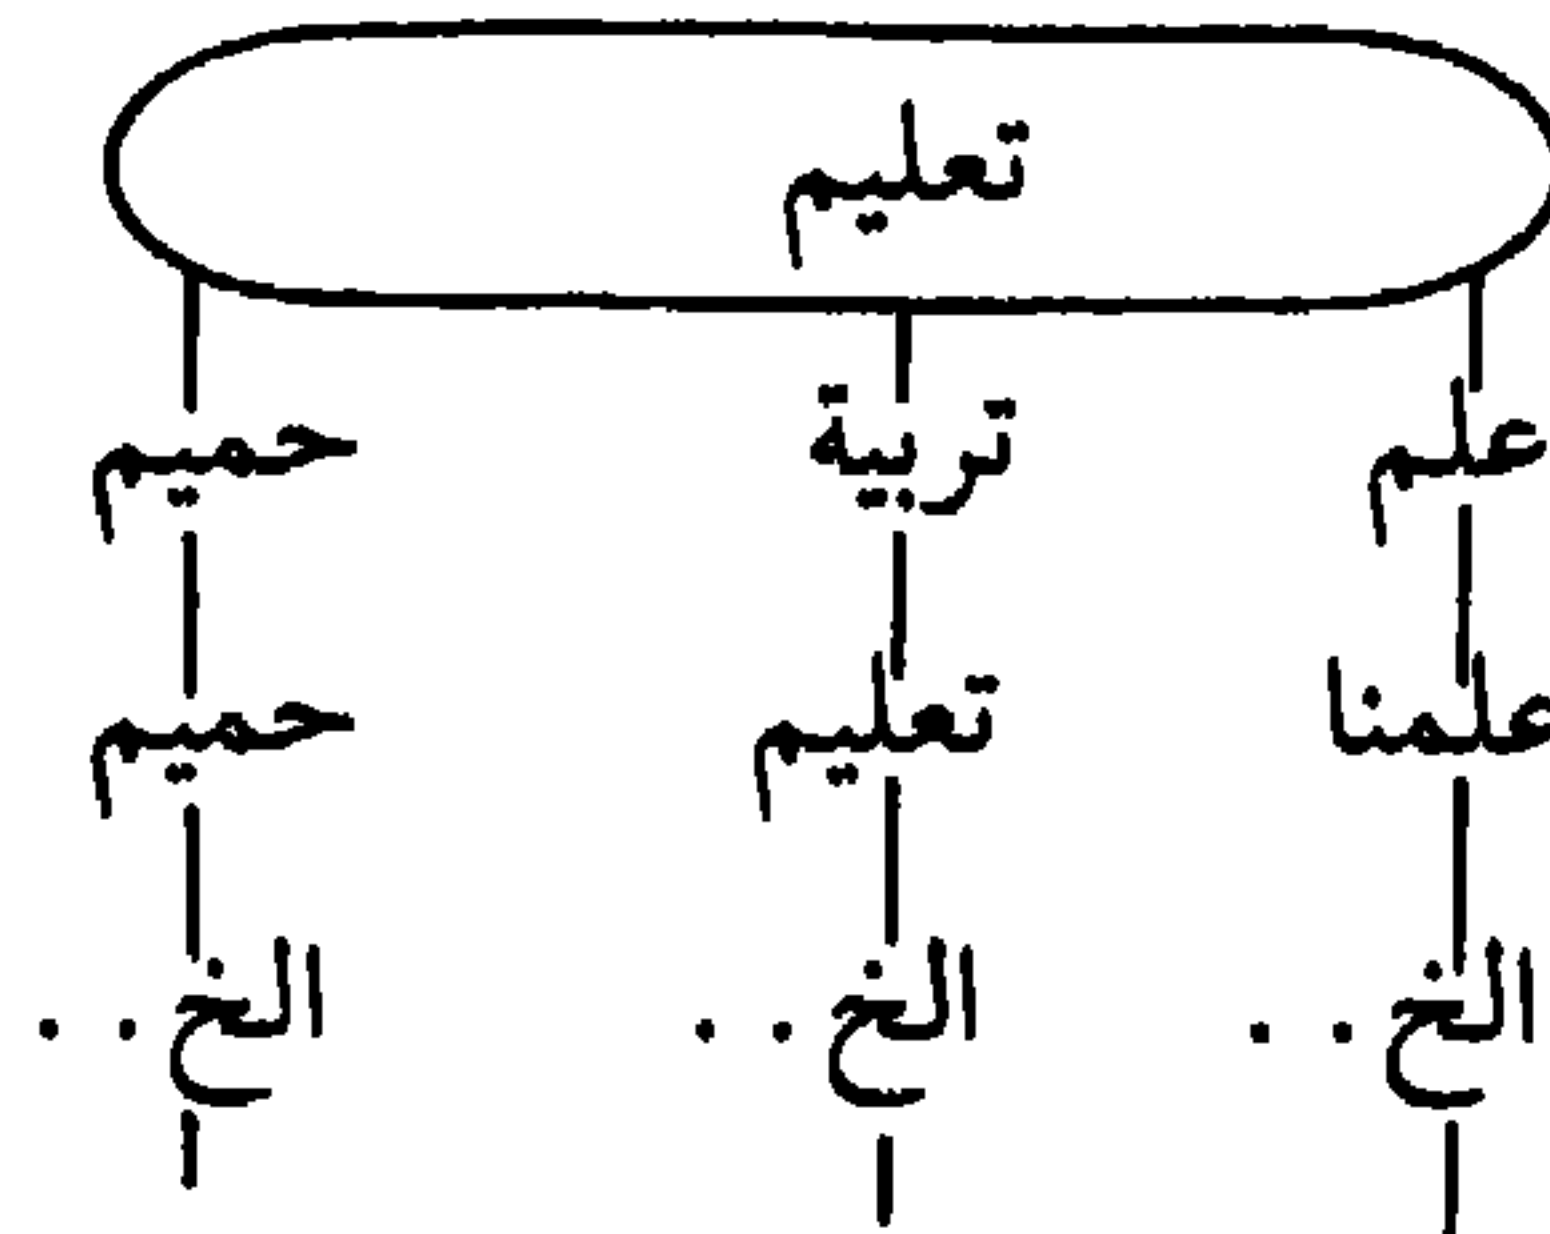 تعليم
علم تربية حميم
علمنا تعليم حميم
الخ . . الخ . . الخ . .